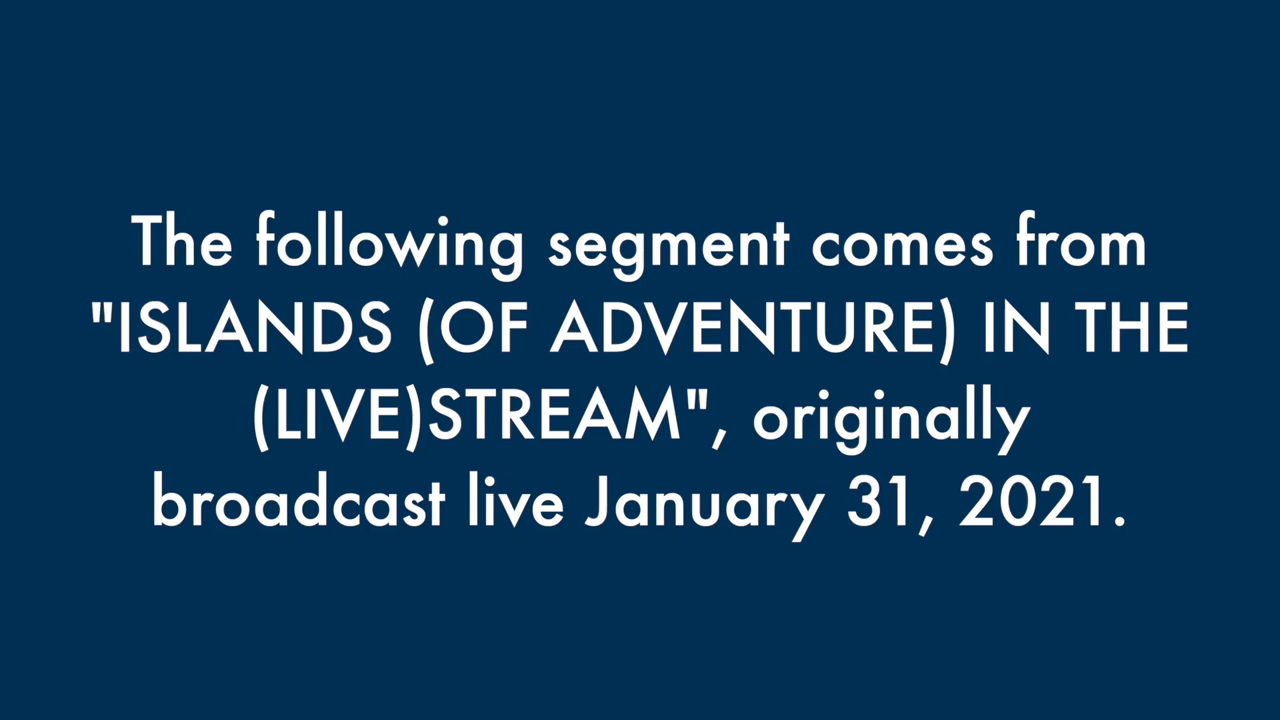 The following segment comes from
"ISLANDS (OF ADVENTURE) IN THE
(LIVE)STREAM", originally
broadcast live January 31, 2021.